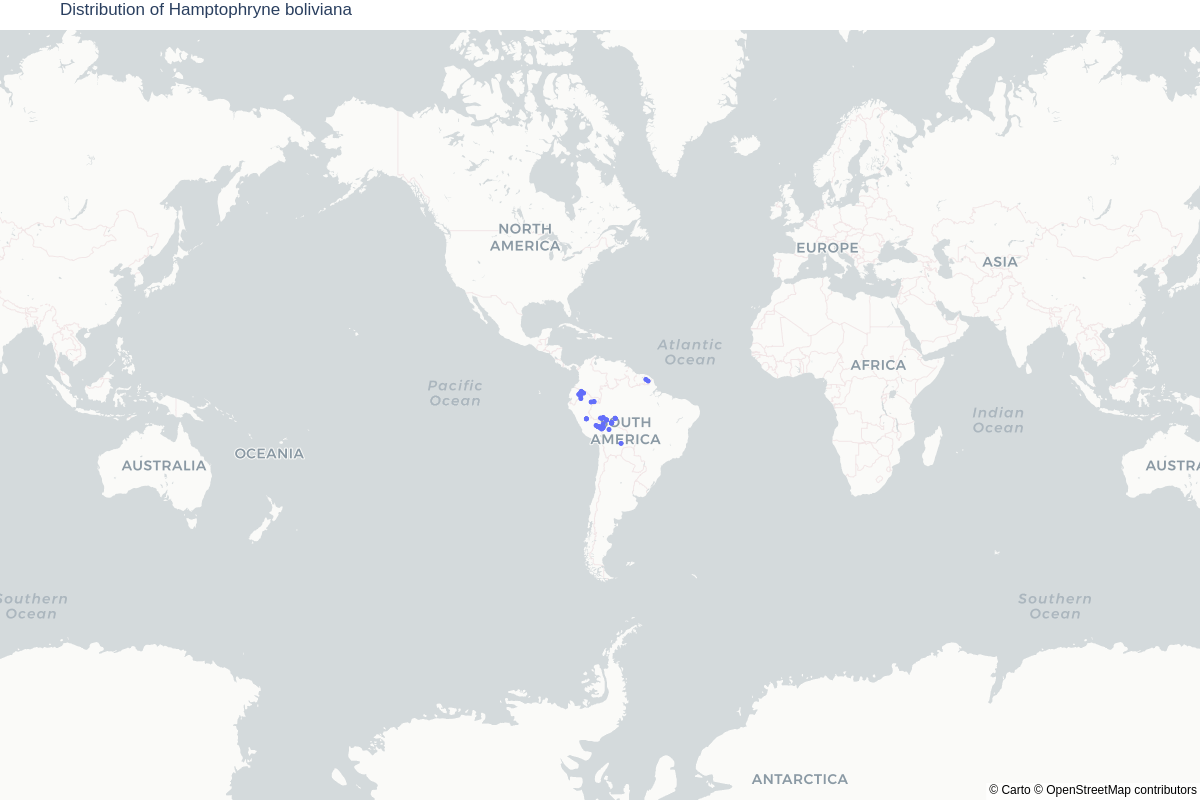 Distribution of Hamptophryne boliviana
NORTH
AMERICA
EUROPE
ASIA
Atlantic
Ocean
AFRICA
Pacific
Ocean
Indian
Ocean
OUTH
AMERICA
OCEANIA
AUSTRALIA
AUSTRA
Southern
Ocean
Southern
Ocean
ANTARCTICA
© Carto © OpenStreetMap contributors